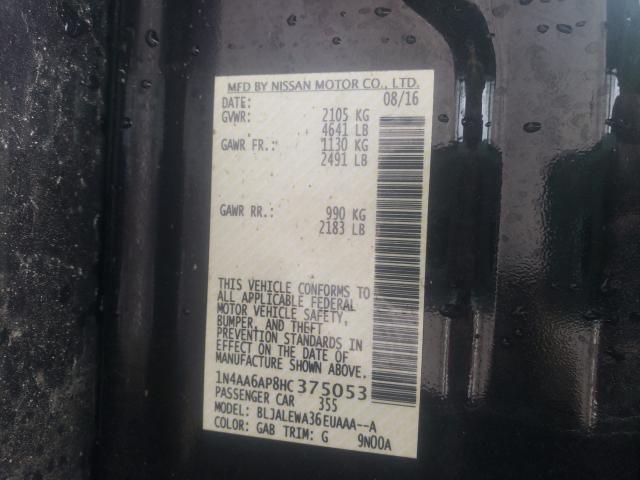 MFD BY NISSAN MOTOR CO., LTD.
DATE: 08/16
GVWR: 2105 KG
4641 LB
GAWR FR.: 1130 KG
2491 LB
GAWR RR.: 990 KG
2183 LB
THIS VEHICLE CONFORMS TO
ALL APPLICABLE FEDERAL
MOTOR VEHICLE SAFETY,
BUMPER, AND THEFT
PREVENTION STANDARDS IN
EFFECT ON THE DATE OF
MANUFACTURE SHOWN ABOVE.
1N4AA6AP8HC375053
PASSENGER CAR 355
MODEL: BLJALEWA36EUAAA--A
COLOR: GAB TRIM: G 9N00A